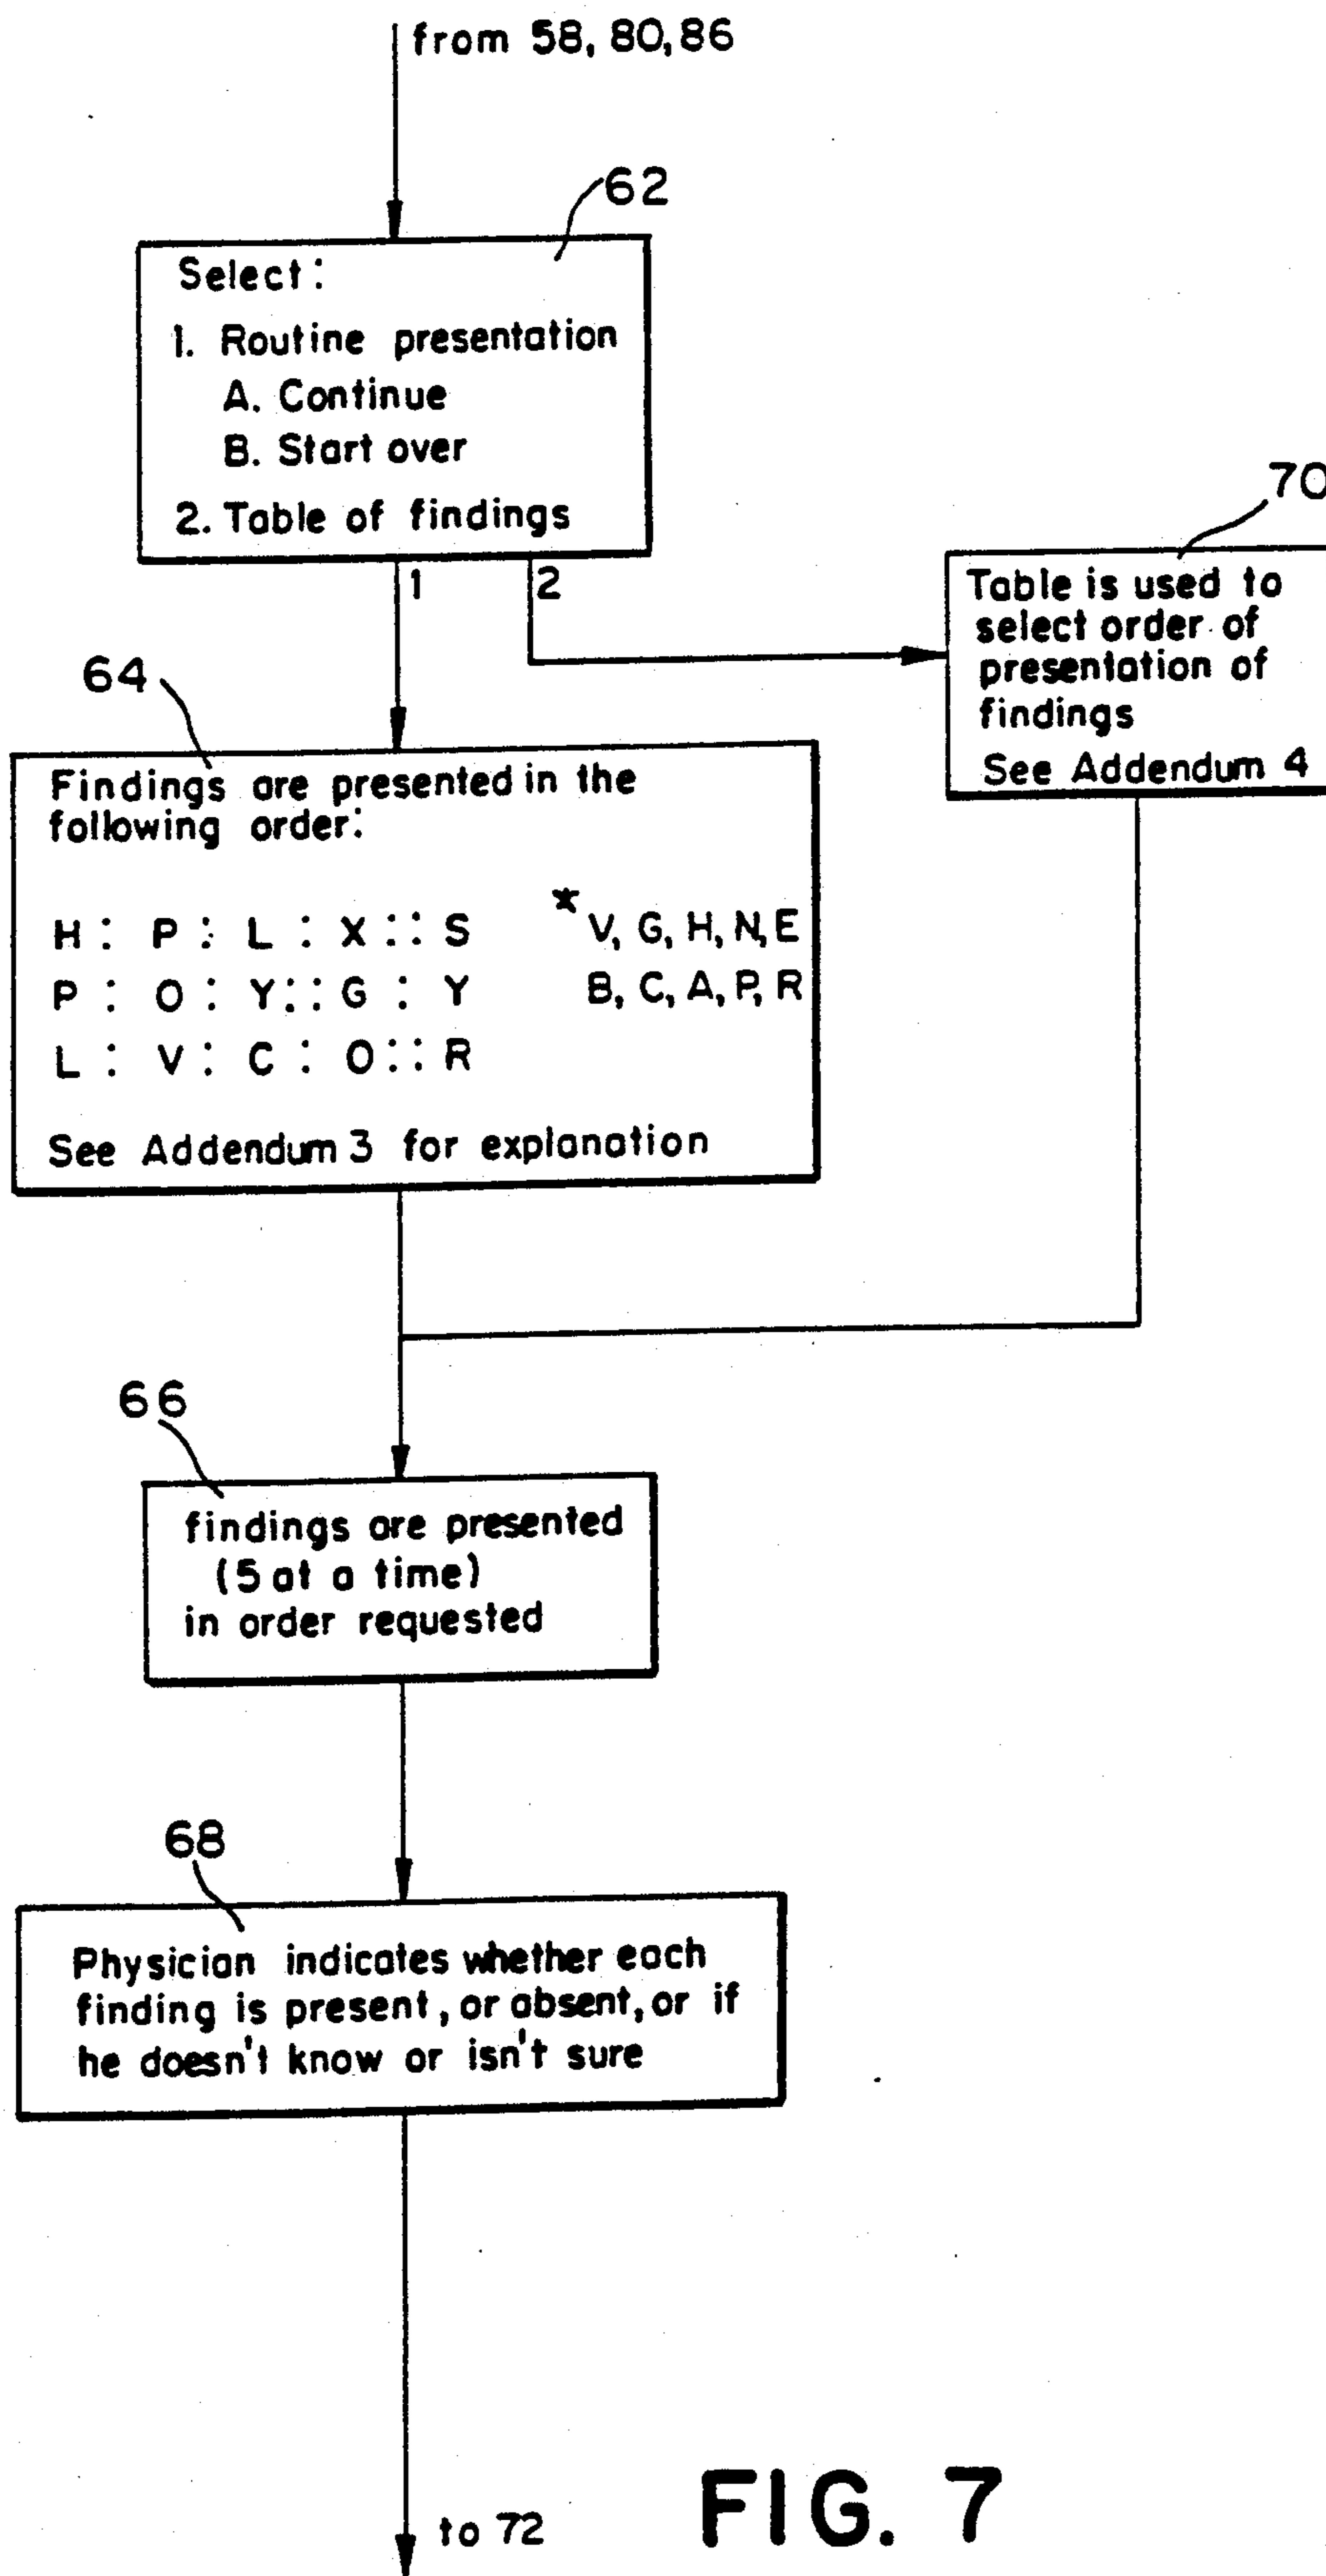 from 58, 80, 86
62
Select:
1. Routine presentation
A. Continue
B. Start over
2. Table of findings
1
2
70
Table is used to
select order of
presentation of
findings
See Addendum 4
64
Findings are presented in the
following order:
H : P : L : X :: S
* V, G, H, N, E
P : O : Y :: G : Y
B, C, A, P, R
L : V : C : O :: R
See Addendum 3 for explanation
66
findings are presented
(5 at a time)
in order requested
68
Physician indicates whether each
finding is present, or absent, or if
he doesn't know or isn't sure
to 72
FIG. 7